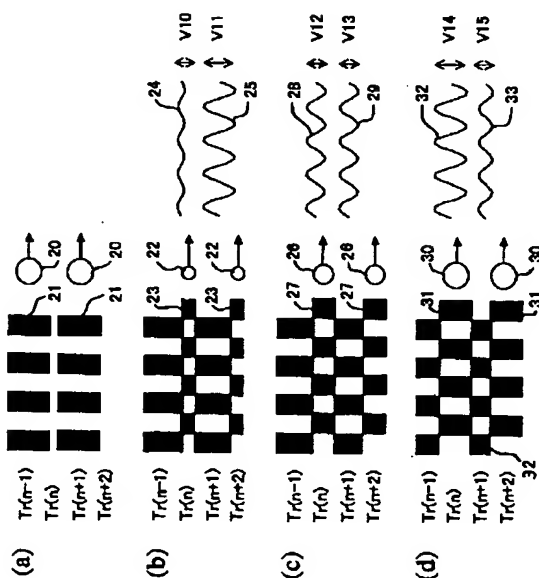 (a)
Tr(n-1)
Tr(n)
Tr(n+1)
Tr(n+2)
21
21
20
20
(b)
Tr(n-1)
Tr(n)
Tr(n+1)
Tr(n+2)
23
23
22
22
24
25
V10
V11
(c)
Tr(n-1)
Tr(n)
Tr(n+1)
Tr(n+2)
27
27
26
26
28
29
V12
V13
(d)
Tr(n-1)
Tr(n)
Tr(n+1)
Tr(n+2)
31
31
32
30
30
32
33
V14
V15